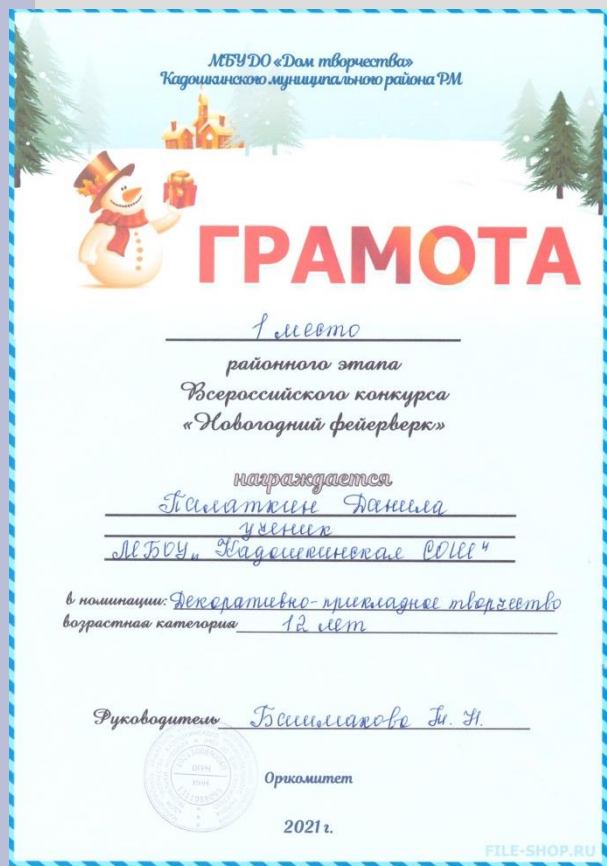 МБУДО «Дом творчества»
Кадошкинского муниципального района РМ
ГРАМОТА
1 место
районного этапа
Всероссийского конкурса
«Новогодний фейерверк»
награждается
Палаткин Данила
ученик
МБОУ „Кадошкинская СОШ"
в номинации: Декоративно-прикладное творчество
возрастная категория 12 лет
Руководитель Башмакова Т. Н.
Оргкомитет
2021 г.
FILE-SHOP.RU